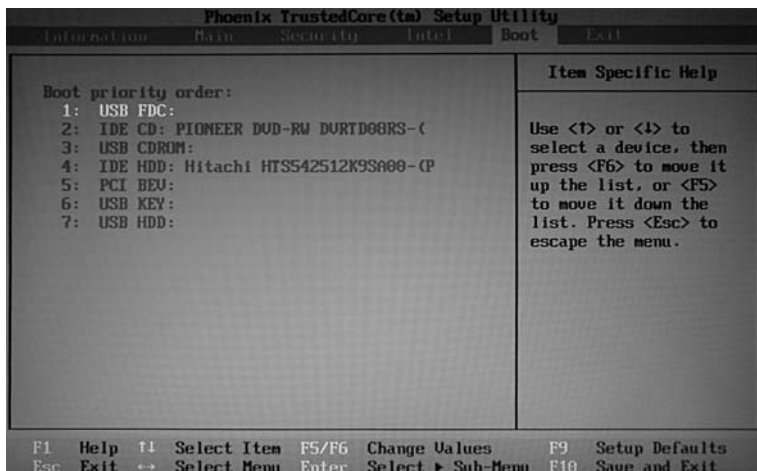 Phoenix TrustedCore(tm) Setup Utility
Information Main Security Intel Boot Exit
Boot priority order:
1: USB FDC:
2: IDE CD: PIONEER DVD-RW DVRTD08RS-(
3: USB CDROM:
4: IDE HDD: Hitachi HTS542512K9SA00-(P
5: PCI BEV:
6: USB KEY:
7: USB HDD:
Item Specific Help
Use <↑> or <↓> to
select a device, then
press <F6> to move it
up the list, or <F5>
to move it down the
list. Press <Esc> to
escape the menu.
F1 Help ↑↓ Select Item F5/F6 Change Values F9 Setup Defaults
Esc Exit ↔ Select Menu Enter Select ▶ Sub-Menu F10 Save and Exit